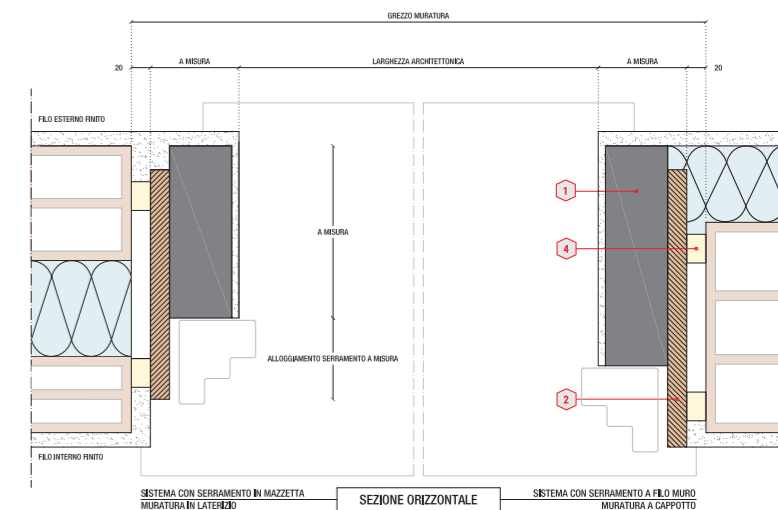 GREZZO MURATURA
20
A MISURA
LARGHEZZA ARCHITETTONICA
A MISURA
20
FILO ESTERNO FINITO
1
A MISURA
4
ALLOGGIAMENTO SERRAMENTO A MISURA
2
FILO INTERNO FINITO
SISTEMA CON SERRAMENTO IN MAZZETTA
MURATURA IN LATERIZIO
SEZIONE ORIZZONTALE
SISTEMA CON SERRAMENTO A FILO MURO
MURATURA A CAPPOTTO